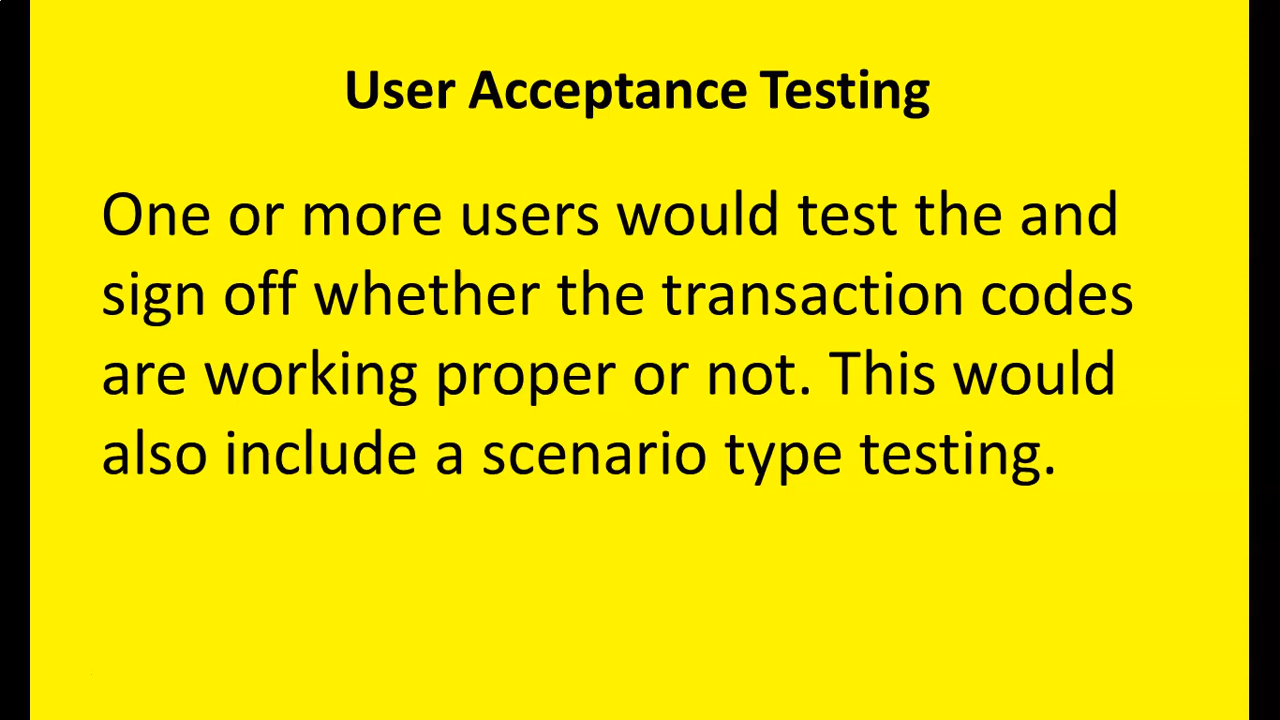 User Acceptance Testing
One or more users would test the and
sign off whether the transaction codes
are working proper or not. This would
also include a scenario type testing.